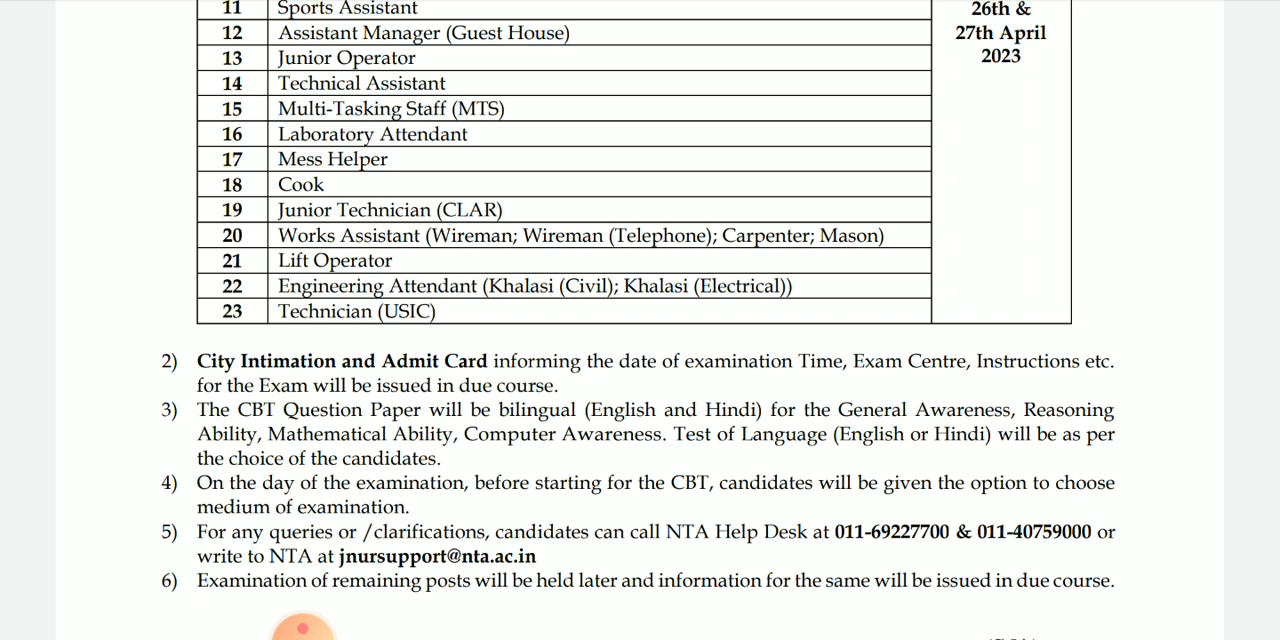 11 Sports Assistant 26th &
12 Assistant Manager (Guest House) 27th April
13 Junior Operator 2023
14 Technical Assistant
15 Multi-Tasking Staff (MTS)
16 Laboratory Attendant
17 Mess Helper
18 Cook
19 Junior Technician (CLAR)
20 Works Assistant (Wireman; Wireman (Telephone); Carpenter; Mason)
21 Lift Operator
22 Engineering Attendant (Khalasi (Civil); Khalasi (Electrical))
23 Technician (USIC)
2) City Intimation and Admit Card informing the date of examination Time, Exam Centre, Instructions etc.
for the Exam will be issued in due course.
3) The CBT Question Paper will be bilingual (English and Hindi) for the General Awareness, Reasoning
Ability, Mathematical Ability, Computer Awareness. Test of Language (English or Hindi) will be as per
the choice of the candidates.
4) On the day of the examination, before starting for the CBT, candidates will be given the option to choose
medium of examination.
5) For any queries or /clarifications, candidates can call NTA Help Desk at 011-69227700 & 011-40759000 or
write to NTA at jnursupport@nta.ac.in
6) Examination of remaining posts will be held later and information for the same will be issued in due course.